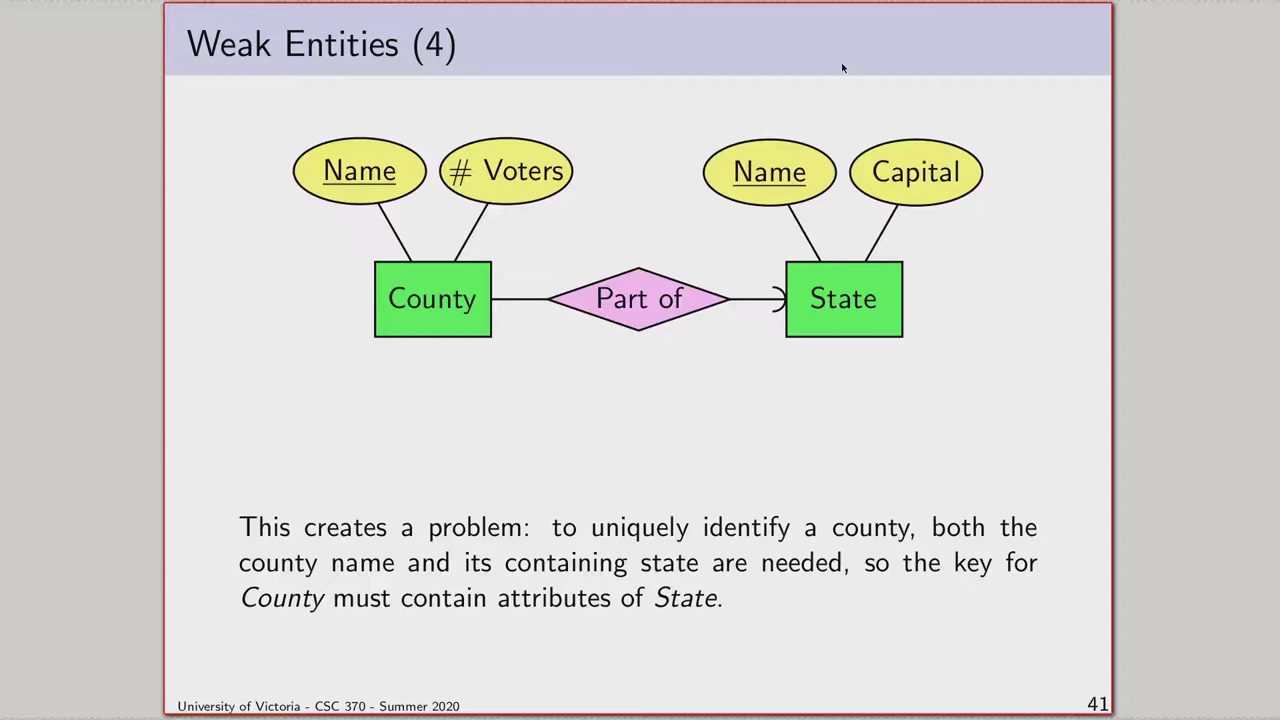 Weak Entities (4)
Name # Voters Name Capital
County Part of State
This creates a problem: to uniquely identify a county, both the
county name and its containing state are needed, so the key for
County must contain attributes of State.
University of Victoria - CSC 370 - Summer 2020 41